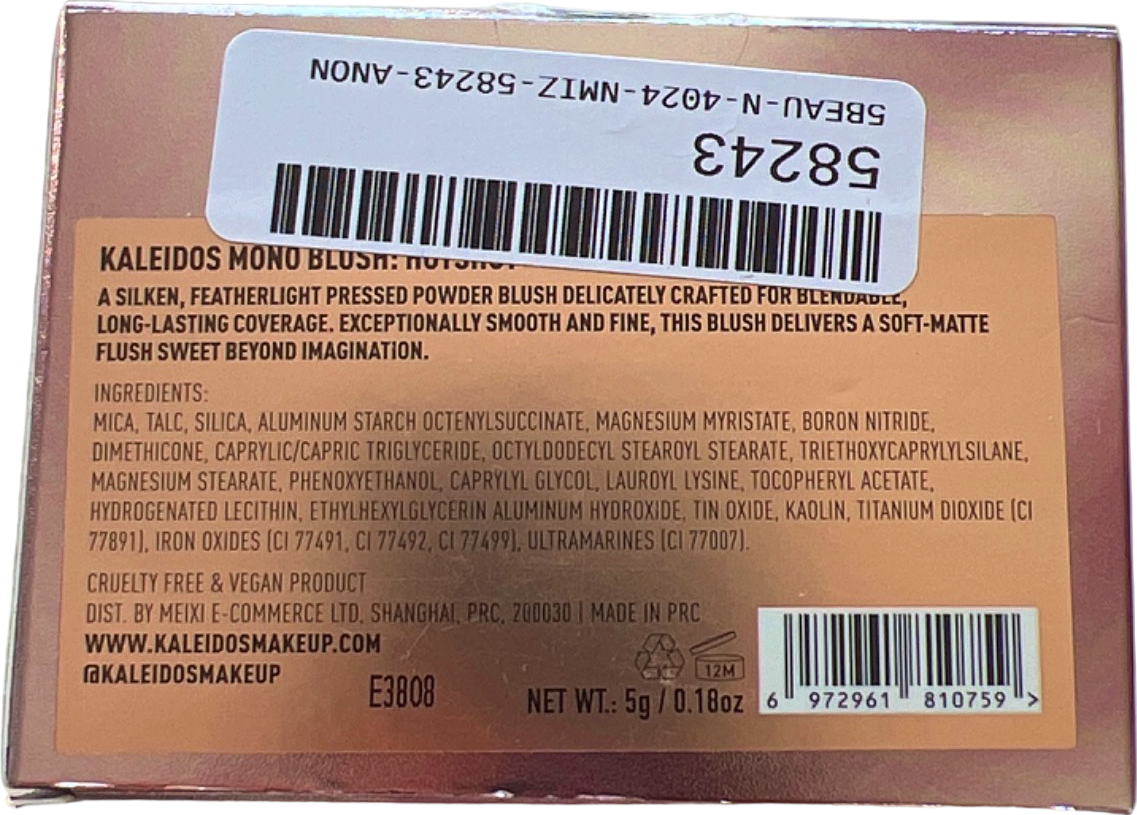 5BEAU-N-4024-NMIZ-58243-ANON
58243
KALEIDOS MONO BLUSH:
A SILKEN, FEATHERLIGHT PRESSED POWDER BLUSH DELICATELY CRAFTED FOR BLENDABLE,
LONG-LASTING COVERAGE. EXCEPTIONALLY SMOOTH AND FINE, THIS BLUSH DELIVERS A SOFT-MATTE
FLUSH SWEET BEYOND IMAGINATION.
INGREDIENTS:
MICA, TALC, SILICA, ALUMINUM STARCH OCTENYLSUCCINATE, MAGNESIUM MYRISTATE, BORON NITRIDE,
DIMETHICONE, CAPRYLIC/CAPRIC TRIGLYCERIDE, OCTYLDODECYL STEAROYL STEARATE, TRIETHOXYCAPRYLYLSILANE,
MAGNESIUM STEARATE, PHENOXYETHANOL, CAPRYLYL GLYCOL, LAUROYL LYSINE, TOCOPHERYL ACETATE,
HYDROGENATED LECITHIN, ETHYLHEXYLGLYCERIN ALUMINUM HYDROXIDE, TIN OXIDE, KAOLIN, TITANIUM DIOXIDE (CI
77891), IRON OXIDES (CI 77491, CI 77492, CI 77499), ULTRAMARINES (CI 77007).
CRUELTY FREE & VEGAN PRODUCT
DIST. BY MEIXI E-COMMERCE LTD, SHANGHAI, PRC, 200030 | MADE IN PRC
WWW.KALEIDOSMAKEUP.COM
@KALEIDOSMAKEUP
E3808
NET WT.: 5g / 0.18oz
12M
6 972961 810759 >